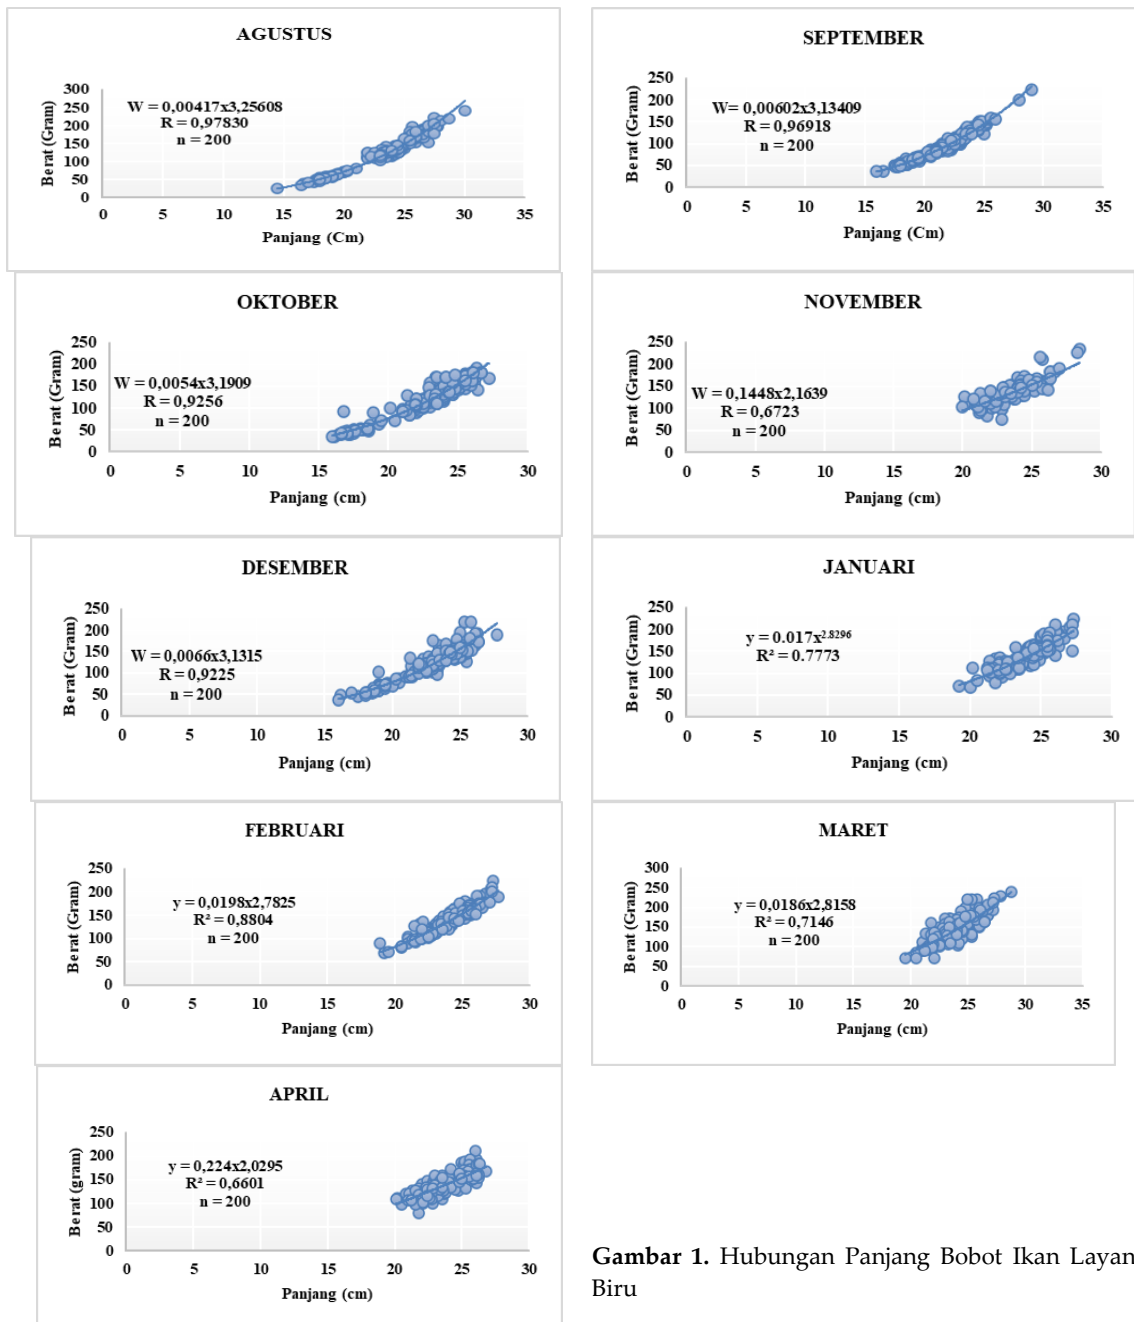 AGUSTUS
Berat (Gram)
300
250
200
150
100
50
0
W = 0,00417x3,25608
R = 0,97830
n = 200
0 5 10 15 20 25 30 35
Panjang (Cm)
SEPTEMBER
Berat (Gram)
250
200
150
100
50
0
W= 0,00602x3,13409
R = 0,96918
n = 200
0 5 10 15 20 25 30 35
Panjang (Cm)
OKTOBER
Berat (Gram)
250
200
150
100
50
0
W = 0,0054x3,1909
R = 0,9256
n = 200
0 5 10 15 20 25 30
Panjang (cm)
NOVEMBER
Berat (Gram)
250
200
150
100
50
0
W = 0,1448x2,1639
R = 0,6723
n = 200
0 5 10 15 20 25 30
Panjang (cm)
DESEMBER
Berat (Gram)
250
200
150
100
50
0
W = 0,0066x3,1315
R = 0,9225
n = 200
0 5 10 15 20 25 30
Panjang (cm)
JANUARI
Berat (Gram)
250
200
150
100
50
0
y = 0.017x2.8296
R² = 0.7773
0 5 10 15 20 25 30
Panjang (cm)
FEBRUARI
Berat (Gram)
250
200
150
100
50
0
y = 0,0198x2,7825
R² = 0,8804
n = 200
0 5 10 15 20 25 30
Panjang (cm)
MARET
Berat (Gram)
300
250
200
150
100
50
0
y = 0,0186x2,8158
R² = 0,7146
n = 200
0 5 10 15 20 25 30 35
Panjang (cm)
APRIL
Berat (gram)
250
200
150
100
50
0
y = 0,224x2,0295
R² = 0,6601
n = 200
0 5 10 15 20 25 30
Panjang (cm)
Gambar 1. Hubungan Panjang Bobot Ikan Layang
Biru